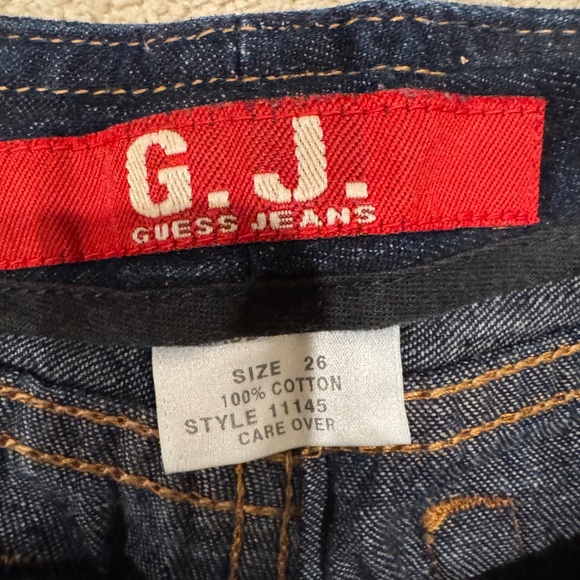 G. J.
GUESS JEANS
SIZE 26
100% COTTON
STYLE 11145
CARE OVER